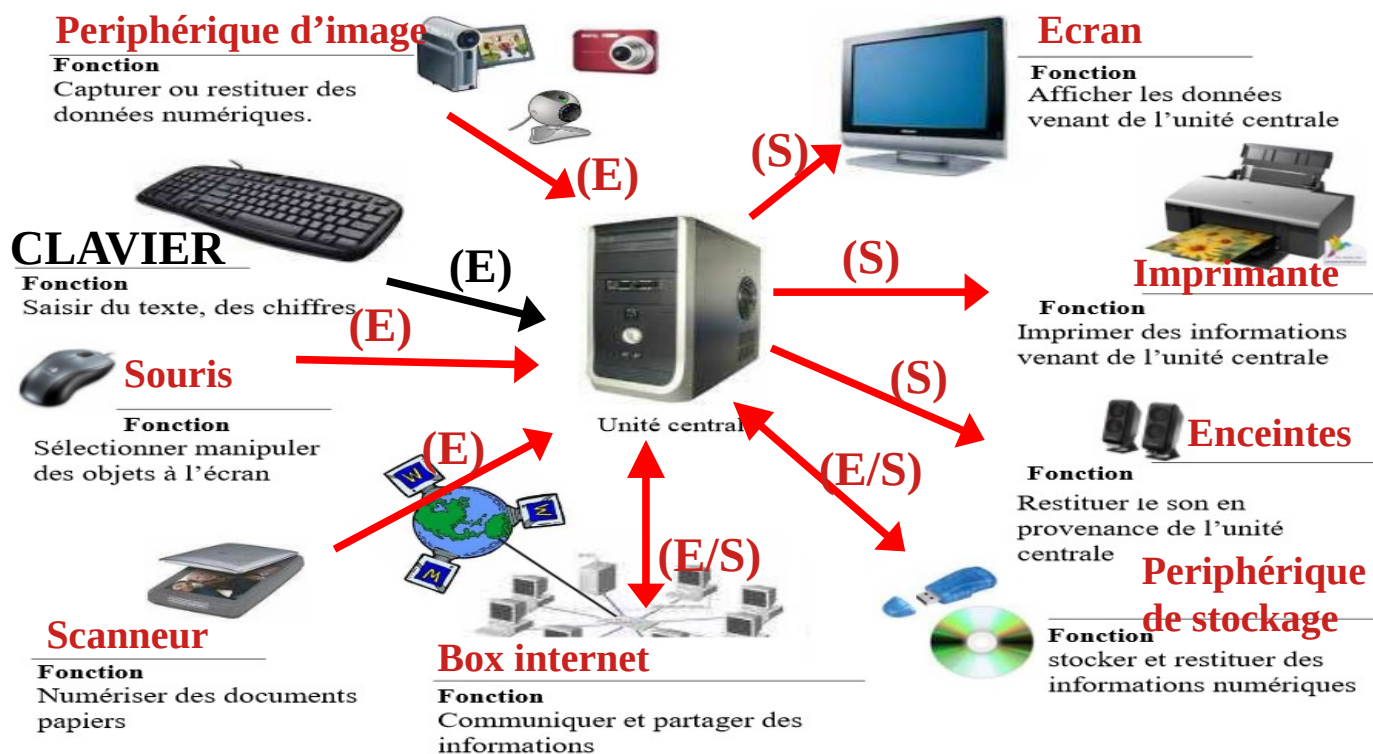 Periphérique d’image
Fonction
Capturer ou restituer des
données numériques.
(E)
Ecran
Fonction
Afficher les données
venant de l’unité centrale
(S)
CLAVIER
Fonction
Saisir du texte, des chiffres
(E)
(S)
Imprimante
Fonction
Imprimer des informations
venant de l’unité centrale
Souris
Fonction
Sélectionner manipuler
des objets à l’écran
(E)
Unité central
(S)
Enceintes
Fonction
Restituer le son en
provenance de l’unité
centrale
(E)
W
W
W
Scanneur
Fonction
Numériser des documents
papiers
(E/S)
Box internet
Fonction
Communiquer et partager des
informations
(E/S)
Periphérique
de stockage
Fonction
stocker et restituer des
informations numériques